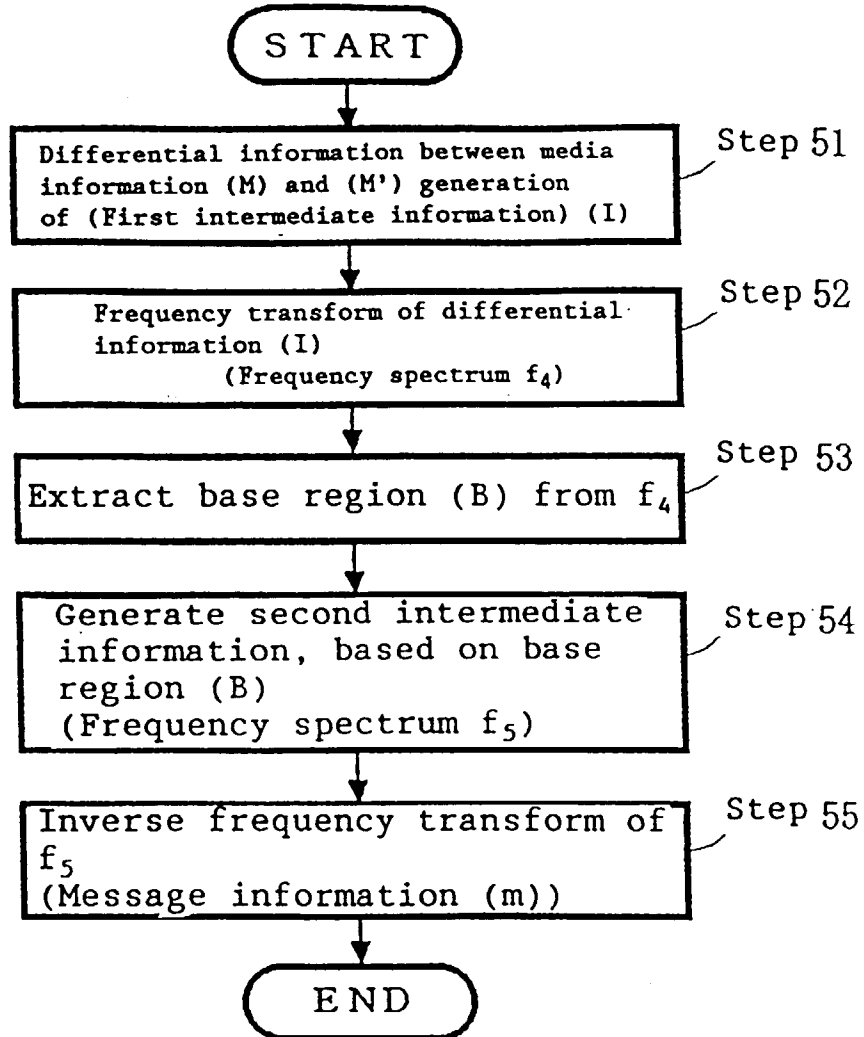 START
Step 51
Differential information between media
information (M) and (M') generation
of (First intermediate information) (I)
Step 52
Frequency transform of differential
information (I)
(Frequency spectrum f₄)
Step 53
Extract base region (B) from f₄
Step 54
Generate second intermediate
information, based on base
region (B)
(Frequency spectrum f₅)
Step 55
Inverse frequency transform of
f₅
(Message information (m))
END